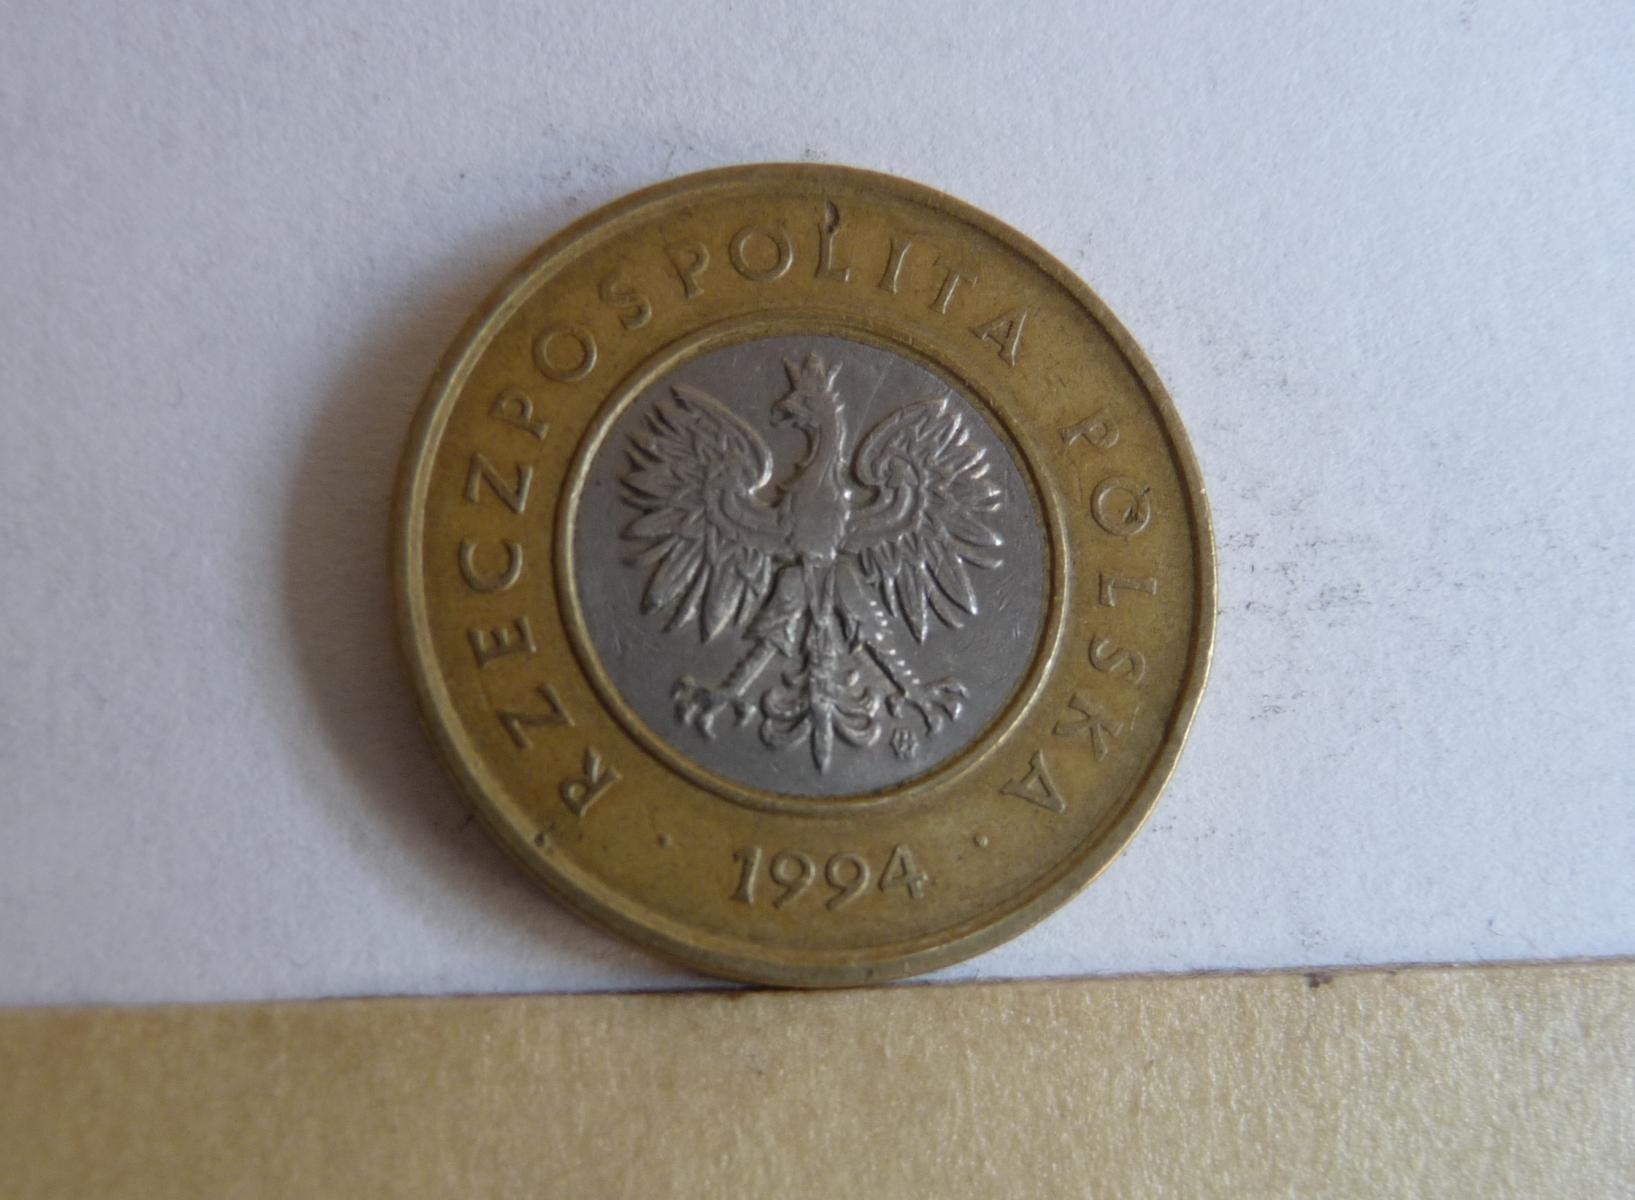 RZECZPOSPOLITA POLSKA
· 1994 ·